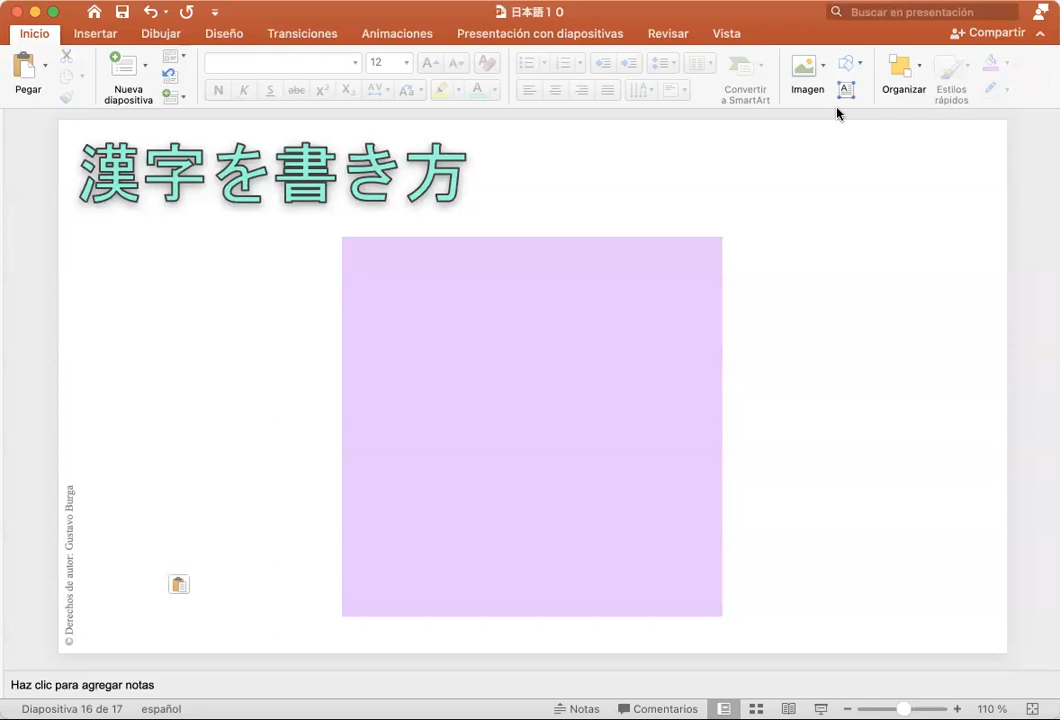 日本語１０
Buscar en presentación
Inicio Insertar Dibujar Diseño Transiciones Animaciones Presentación con diapositivas Revisar Vista Compartir
Pegar
Nueva diapositiva
12
Convertir a SmartArt
Imagen
Organizar
Estilos rápidos
漢字を書き方
© Derechos de autor: Gustavo Burga
Haz clic para agregar notas
Diapositiva 16 de 17 español Notas Comentarios 110 %